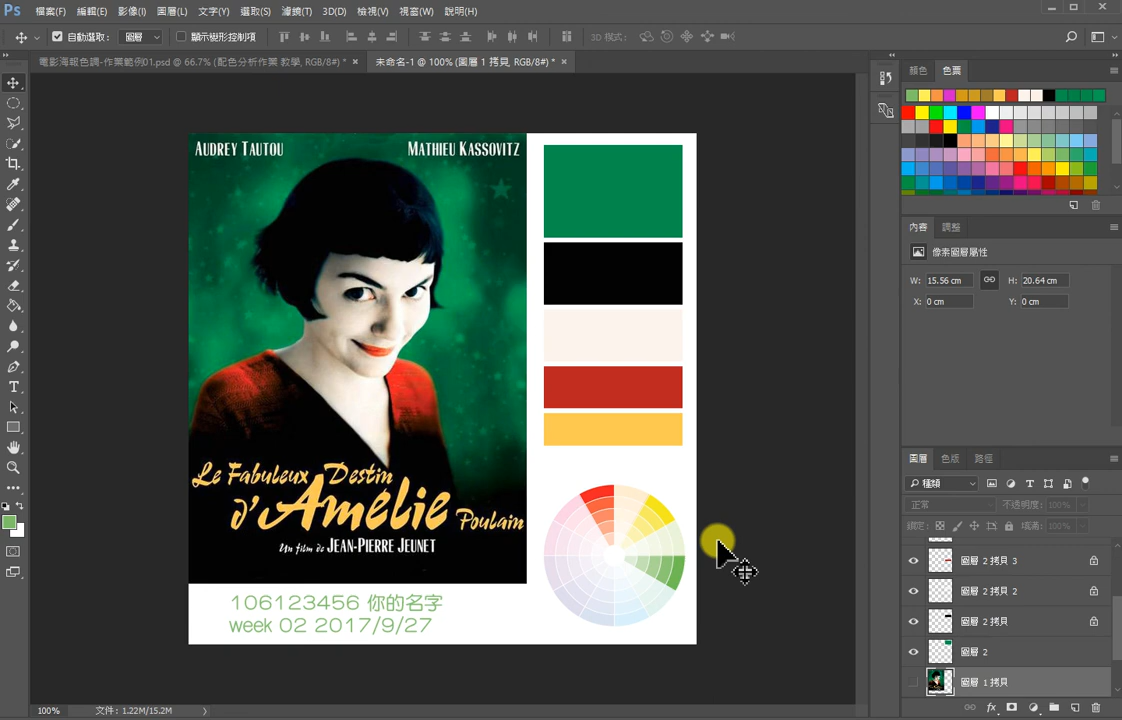 Ps 檔案(F) 編輯(E) 影像(I) 圖層(L) 文字(Y) 選取(S) 濾鏡(T) 3D(D) 檢視(V) 視窗(W) 說明(H)
自動選取： 圖層 顯示變形控制項 3D 模式：
電影海報色調-作業範例01.psd @ 66.7% (配色分析作業 教學, RGB/8#) * × 未命名-1 @ 100% (圖層 1 拷貝, RGB/8#) * ×
顏色 色票
AUDREY TAUTOU MATHIEU KASSOVITZ
內容 調整
像素圖層屬性
W: 15.56 cm H: 20.64 cm
X: 0 cm Y: 0 cm
Le Fabuleux Destin
d'Amélie Poulain
Un film de JEAN-PIERRE JEUNET
106123456 你的名字
week 02 2017/9/27
圖層 色版 路徑
種類
正常 不透明度: 100%
鎖定: 填滿: 100%
圖層 2 拷貝 3
圖層 2 拷貝 2
圖層 2 拷貝
圖層 2
圖層 1 拷貝
100% 文件: 1.22M/15.2M